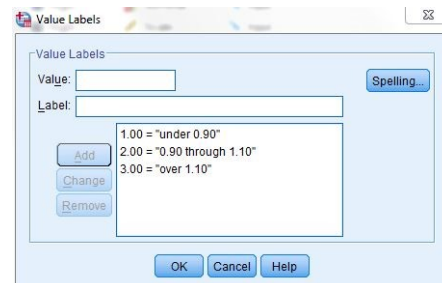 Value Labels
Value Labels
Value:
Spelling...
Label:
1.00 = "under 0.90"
2.00 = "0.90 through 1.10"
3.00 = "over 1.10"
Add
Change
Remove
OK Cancel Help